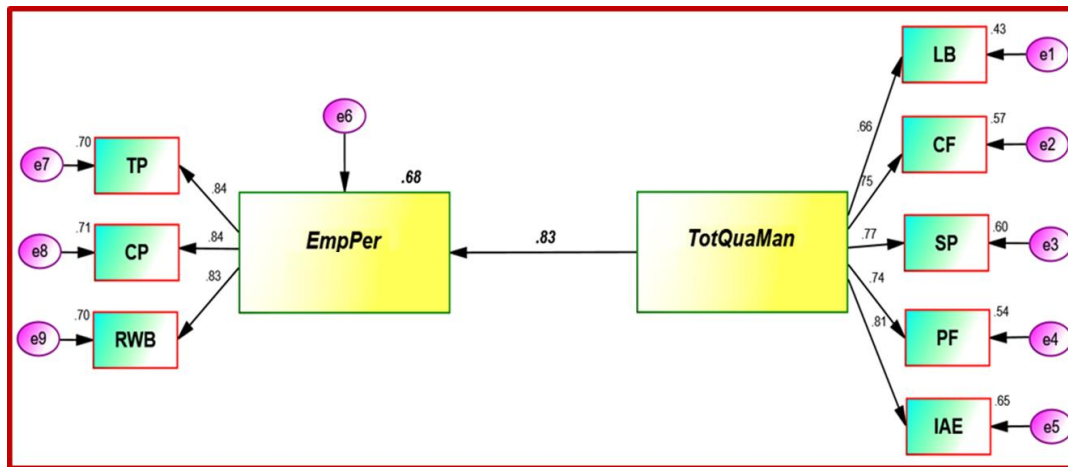 .43
LB
e1
e6
.66
.57
CF
e2
.70
e7
TP
.68
.75
.84
.71
e8
CP
.84
EmpPer
.83
TotQuaMan
.77
SP
.60
e3
.83
.74
.70
e9
RWB
.81
PF
.54
e4
.65
IAE
e5